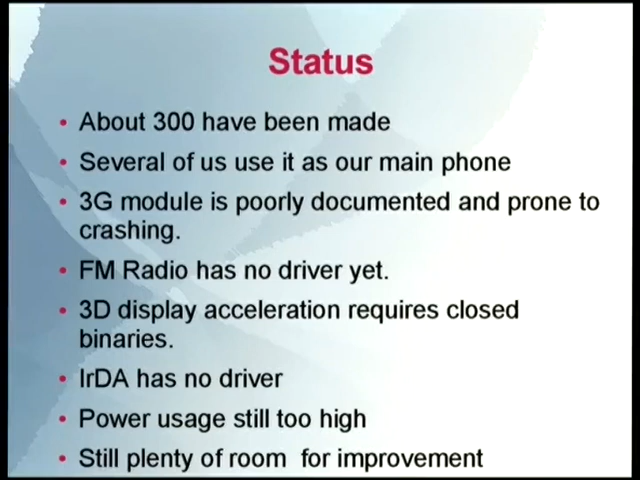 Status
• About 300 have been made
• Several of us use it as our main phone
• 3G module is poorly documented and prone to
crashing.
• FM Radio has no driver yet.
• 3D display acceleration requires closed
binaries.
• IrDA has no driver
• Power usage still too high
• Still plenty of room  for improvement